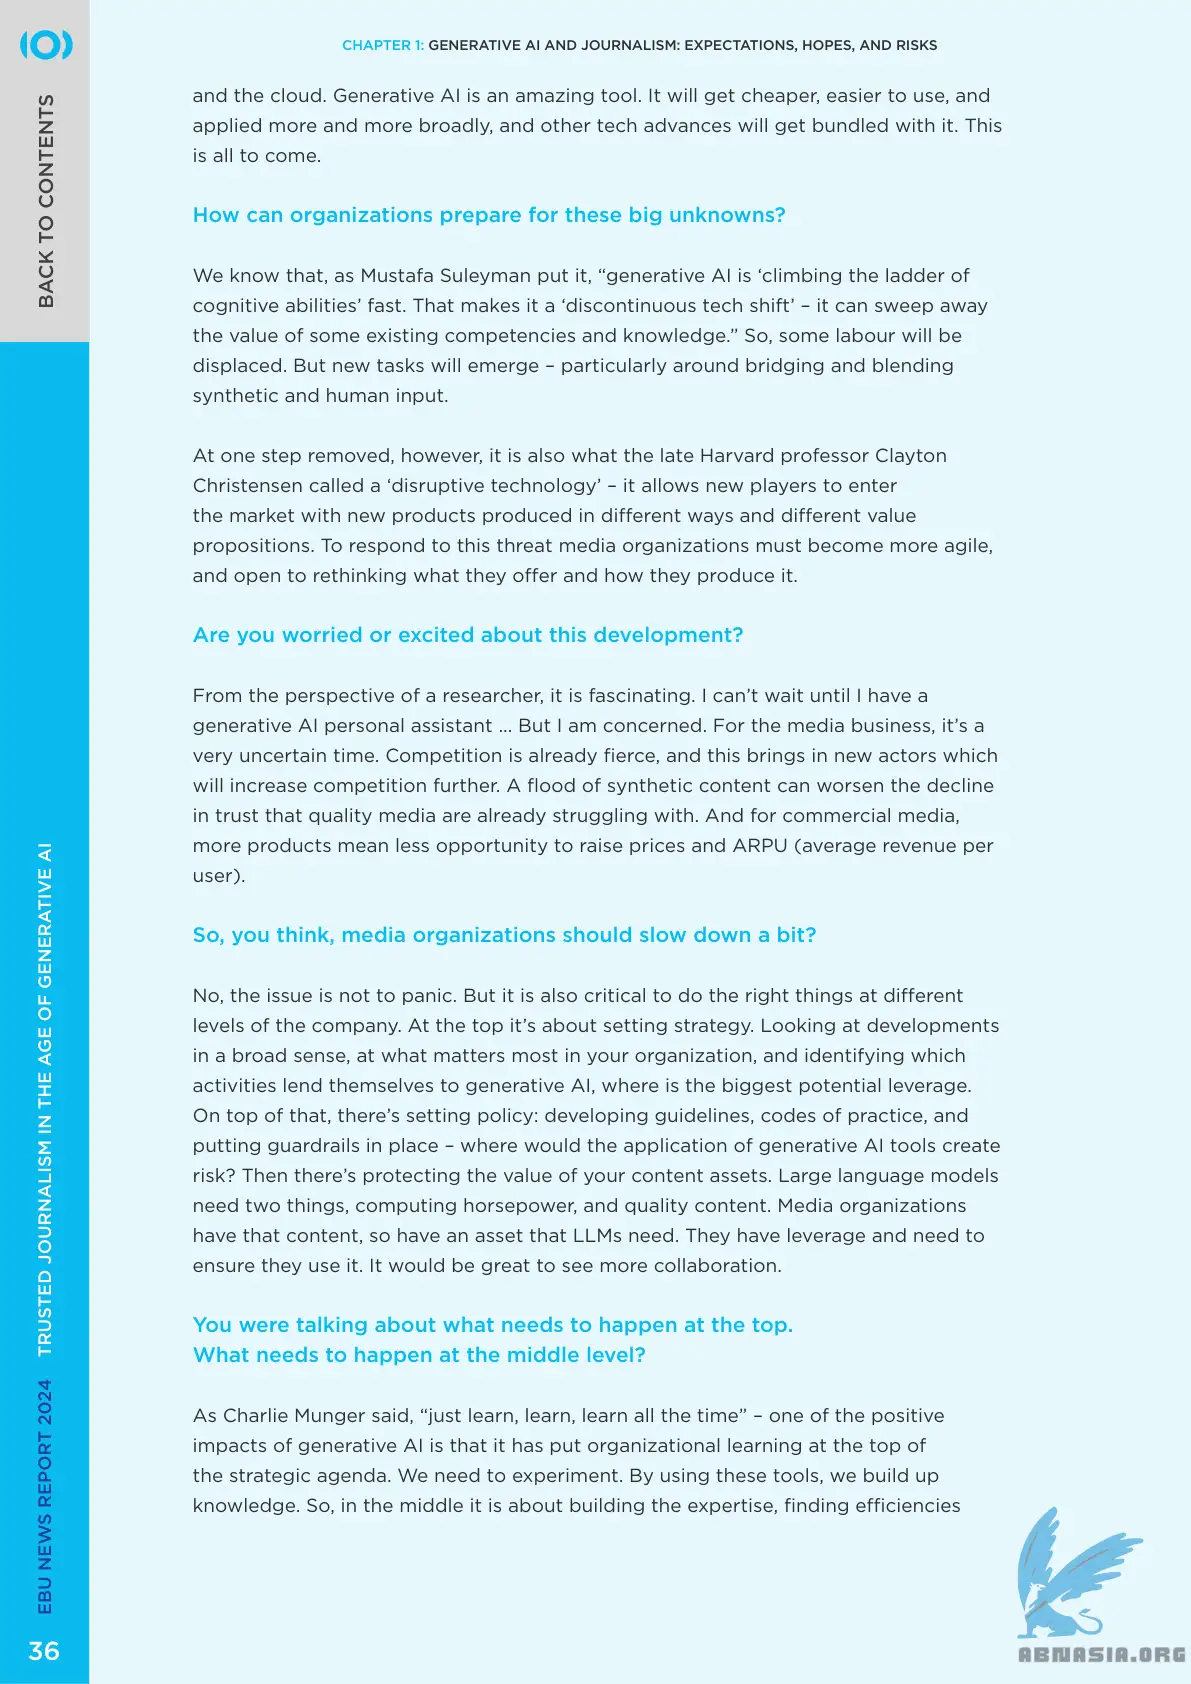 CHAPTER 1: GENERATIVE AI AND JOURNALISM: EXPECTATIONS, HOPES, AND RISKS
BACK TO CONTENTS
and the cloud. Generative AI is an amazing tool. It will get cheaper, easier to use, and
applied more and more broadly, and other tech advances will get bundled with it. This
is all to come.
How can organizations prepare for these big unknowns?
We know that, as Mustafa Suleyman put it, “generative AI is ‘climbing the ladder of
cognitive abilities’ fast. That makes it a ‘discontinuous tech shift’ – it can sweep away
the value of some existing competencies and knowledge.” So, some labour will be
displaced. But new tasks will emerge – particularly around bridging and blending
synthetic and human input.
At one step removed, however, it is also what the late Harvard professor Clayton
Christensen called a ‘disruptive technology’ – it allows new players to enter
the market with new products produced in different ways and different value
propositions. To respond to this threat media organizations must become more agile,
and open to rethinking what they offer and how they produce it.
Are you worried or excited about this development?
From the perspective of a researcher, it is fascinating. I can’t wait until I have a
generative AI personal assistant ... But I am concerned. For the media business, it’s a
very uncertain time. Competition is already fierce, and this brings in new actors which
will increase competition further. A flood of synthetic content can worsen the decline
in trust that quality media are already struggling with. And for commercial media,
more products mean less opportunity to raise prices and ARPU (average revenue per
user).
So, you think, media organizations should slow down a bit?
No, the issue is not to panic. But it is also critical to do the right things at different
levels of the company. At the top it’s about setting strategy. Looking at developments
in a broad sense, at what matters most in your organization, and identifying which
activities lend themselves to generative AI, where is the biggest potential leverage.
On top of that, there’s setting policy: developing guidelines, codes of practice, and
putting guardrails in place – where would the application of generative AI tools create
risk? Then there’s protecting the value of your content assets. Large language models
need two things, computing horsepower, and quality content. Media organizations
have that content, so have an asset that LLMs need. They have leverage and need to
ensure they use it. It would be great to see more collaboration.
You were talking about what needs to happen at the top.
What needs to happen at the middle level?
As Charlie Munger said, “just learn, learn, learn all the time” – one of the positive
impacts of generative AI is that it has put organizational learning at the top of
the strategic agenda. We need to experiment. By using these tools, we build up
knowledge. So, in the middle it is about building the expertise, finding efficiencies
EBU NEWS REPORT 2024 TRUSTED JOURNALISM IN THE AGE OF GENERATIVE AI
36
ABNASIA.ORG